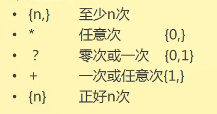 • {n,} 至少n次
• * 任意次 {0,}
• ? 零次或一次 {0,1}
• + 一次或任意次{1,}
• {n} 正好n次